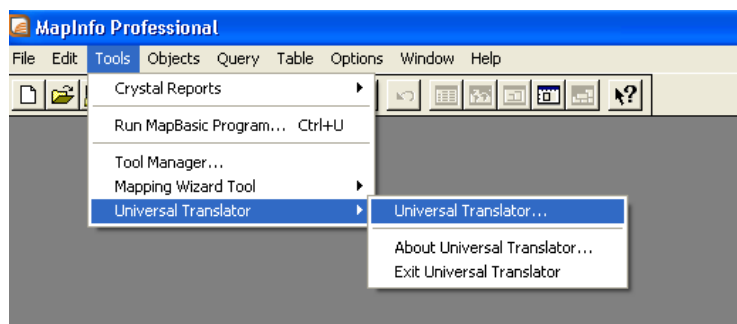 MapInfo Professional
File Edit Tools Objects Query Table Options Window Help
Crystal Reports
Run MapBasic Program... Ctrl+U
Tool Manager...
Mapping Wizard Tool
Universal Translator
Universal Translator...
About Universal Translator...
Exit Universal Translator